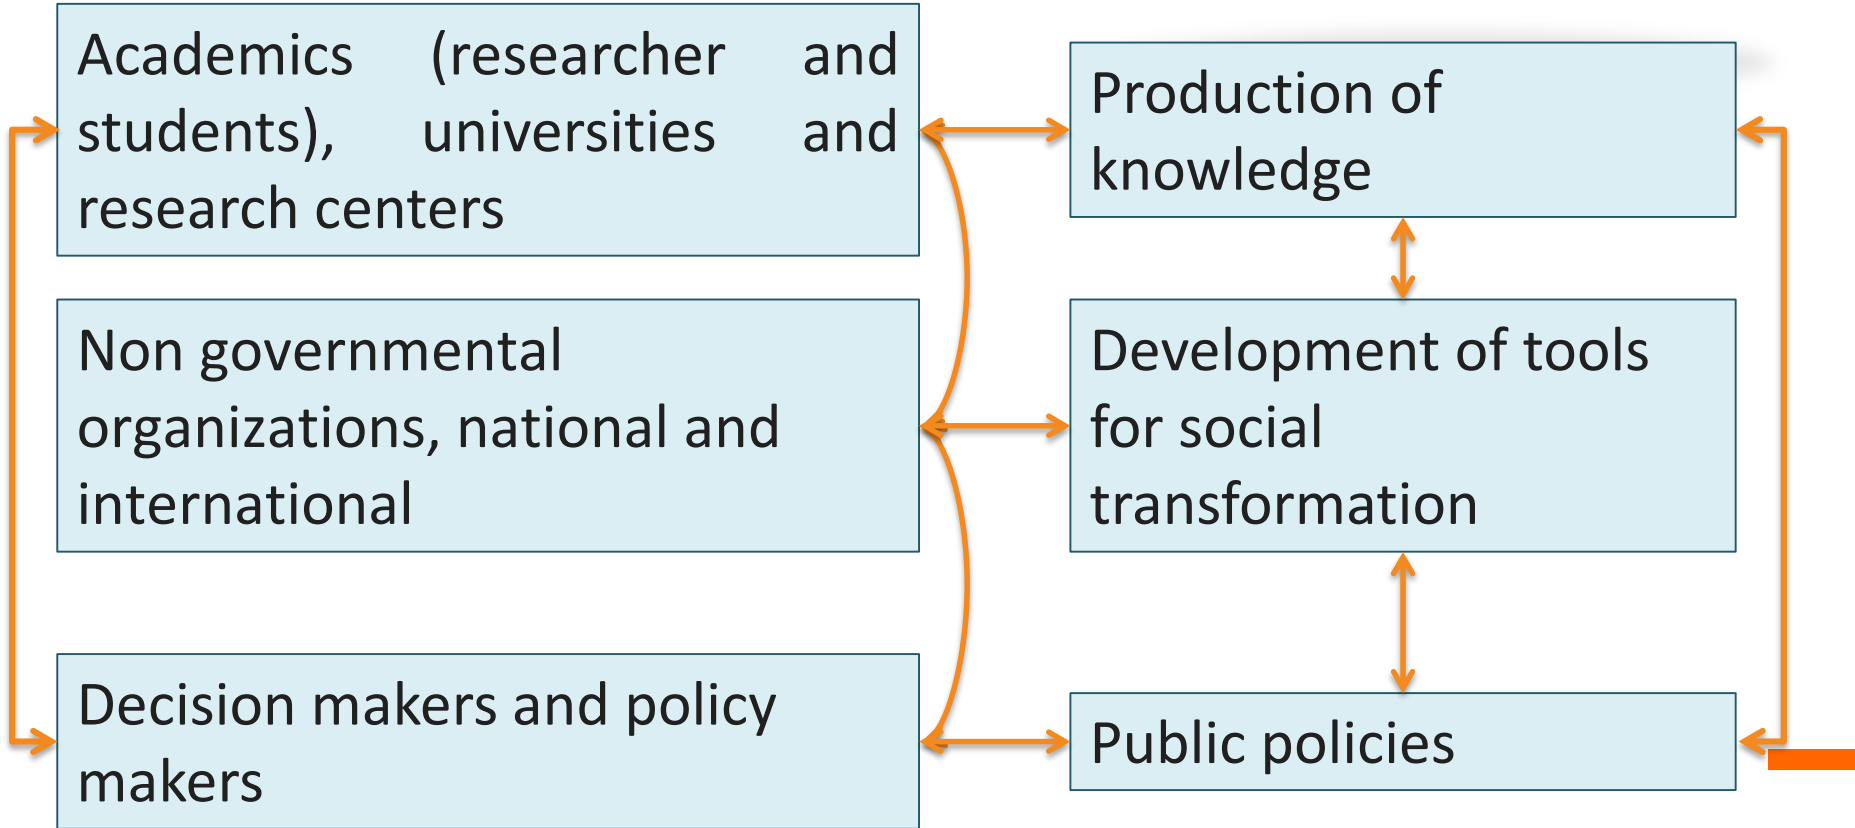 Academics (researcher and
students), universities and
research centers
Production of
knowledge
Non governmental
organizations, national and
international
Development of tools
for social
transformation
Decision makers and policy
makers
Public policies